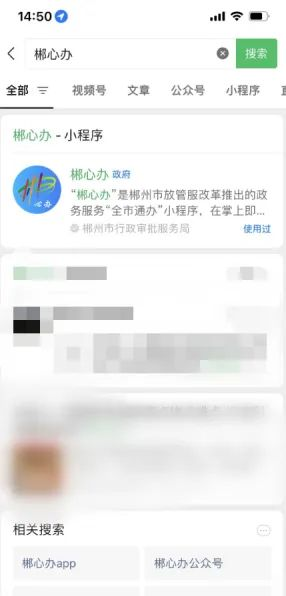 14:50
郴心办
搜索
全部 视频号 文章 公众号 小程序
郴心办 - 小程序
郴心办 政府
“郴心办”是郴州市放管服改革推出的政
务服务“全市通办”小程序，在掌上即...
郴州市行政审批服务局 使用过
心办
相关搜索
郴心办app 郴心办公众号